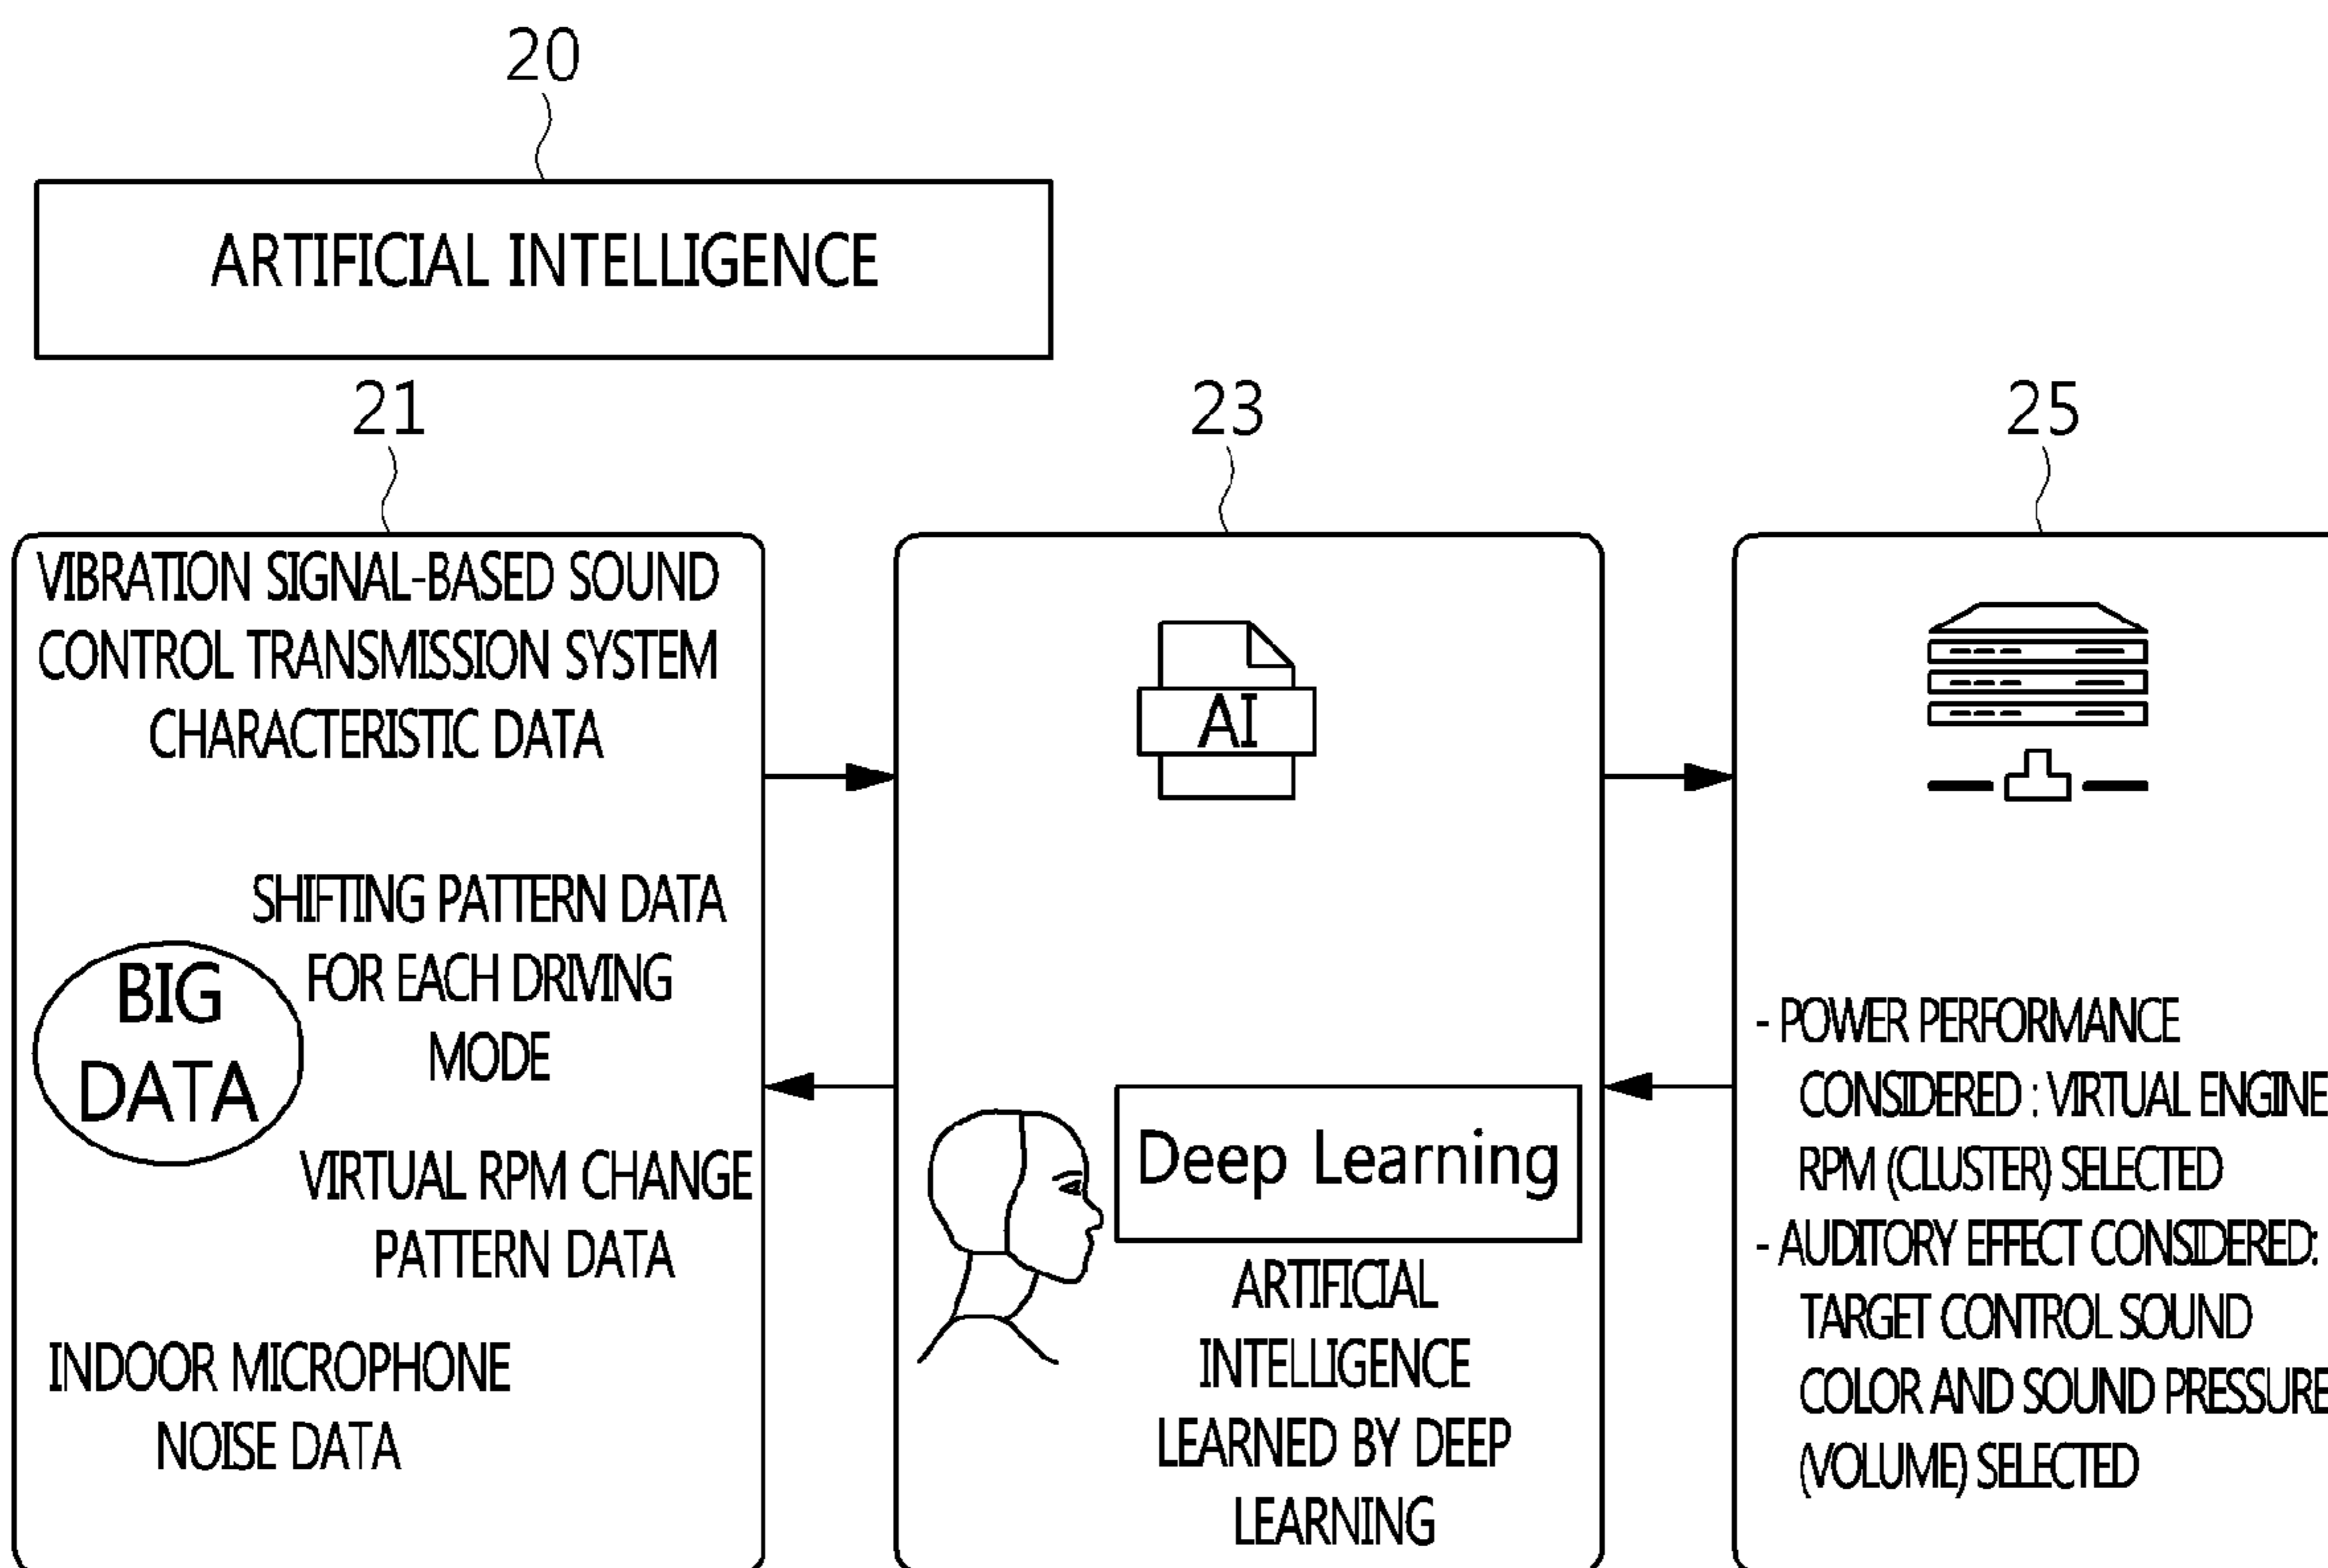 20
ARTIFICIAL INTELLIGENCE
21
VIBRATION SIGNAL-BASED SOUND
CONTROL TRANSMISSION SYSTEM
CHARACTERISTIC DATA
SHIFTING PATTERN DATA
FOR EACH DRIVING
MODE
BIG
DATA
VIRTUAL RPM CHANGE
PATTERN DATA
INDOOR MICROPHONE
NOISE DATA
23
AI
Deep Learning
ARTIFICIAL
INTELLIGENCE
LEARNED BY DEEP
LEARNING
25
- POWER PERFORMANCE
CONSIDERED : VIRTUAL ENGINE
RPM (CLUSTER) SELECTED
- AUDITORY EFFECT CONSIDERED:
TARGET CONTROL SOUND
COLOR AND SOUND PRESSURE
(VOLUME) SELECTED